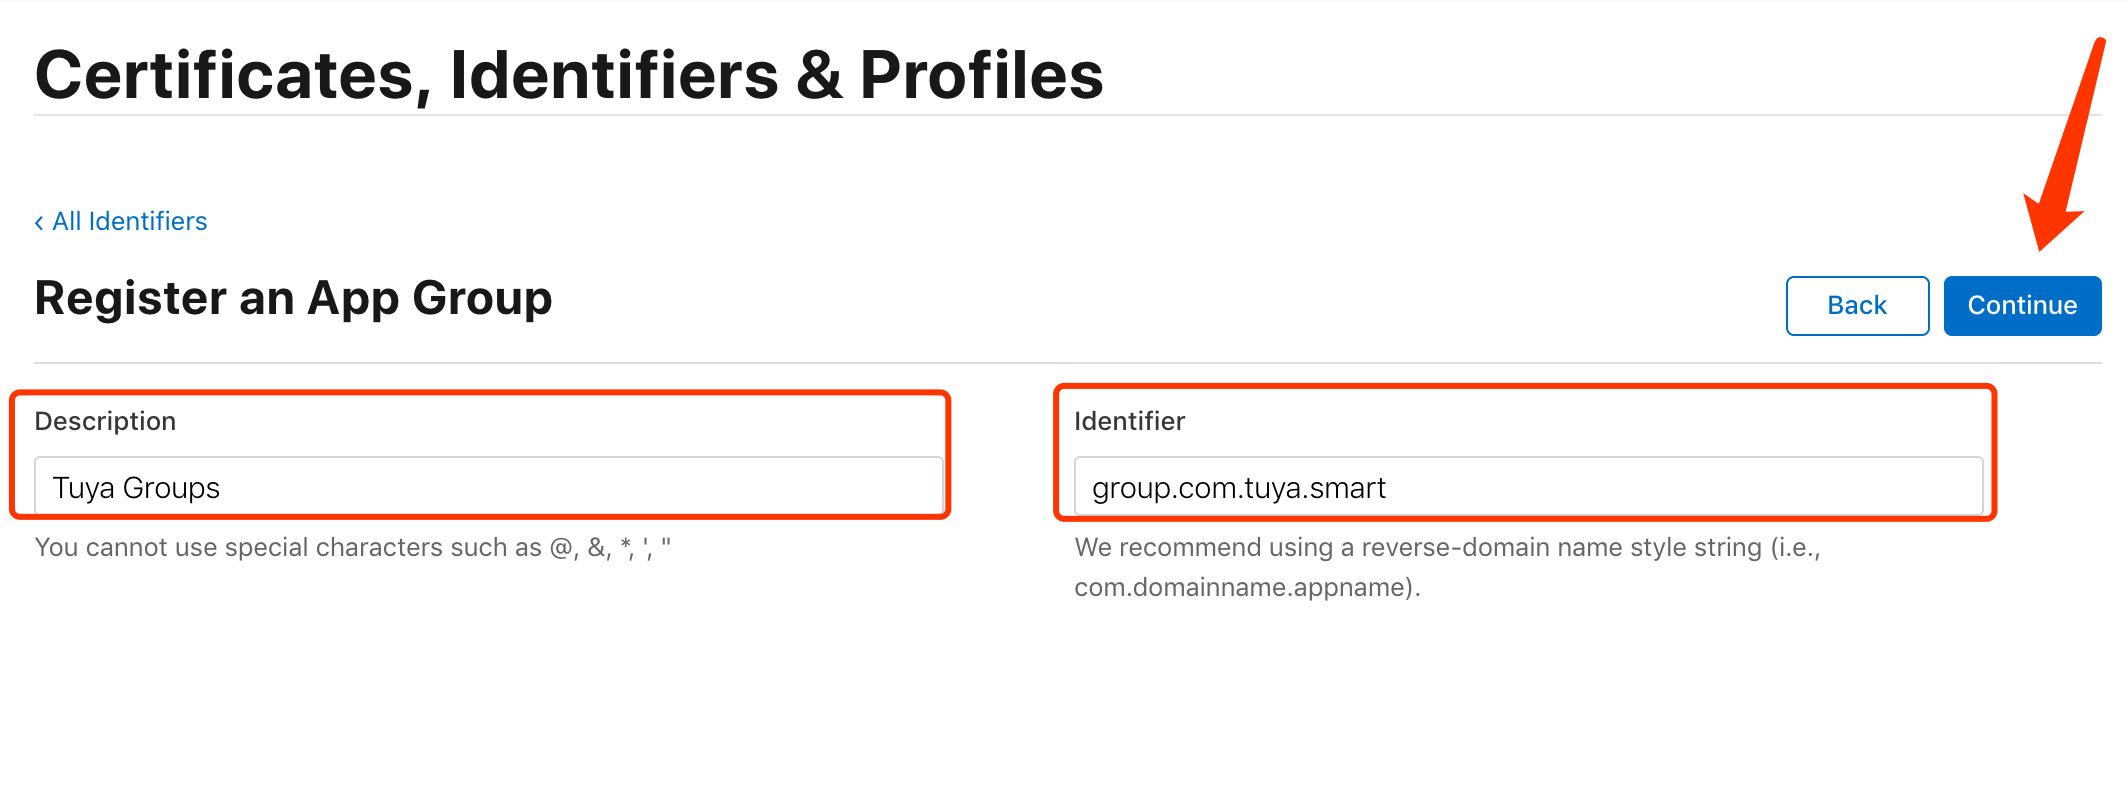 Certificates, Identifiers & Profiles
‹ All Identifiers
Register an App Group
Back
Continue
Description
Tuya Groups
You cannot use special characters such as @, &, *, ', "
Identifier
group.com.tuya.smart
We recommend using a reverse-domain name style string (i.e.,
com.domainname.appname).